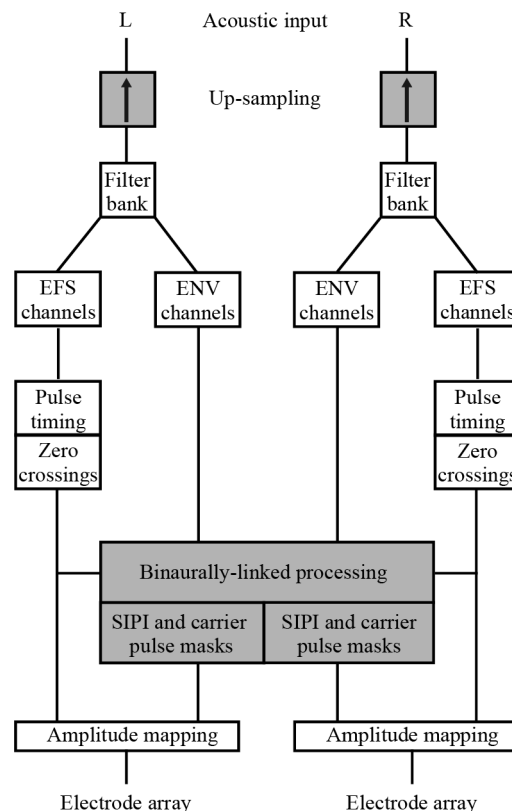 L Acoustic input R
Up-sampling
Filter
bank
Filter
bank
EFS
channels
ENV
channels
ENV
channels
EFS
channels
Pulse
timing
Zero
crossings
Pulse
timing
Zero
crossings
Binaurally-linked processing
SIPI and carrier
pulse masks
SIPI and carrier
pulse masks
Amplitude mapping
Amplitude mapping
Electrode array
Electrode array